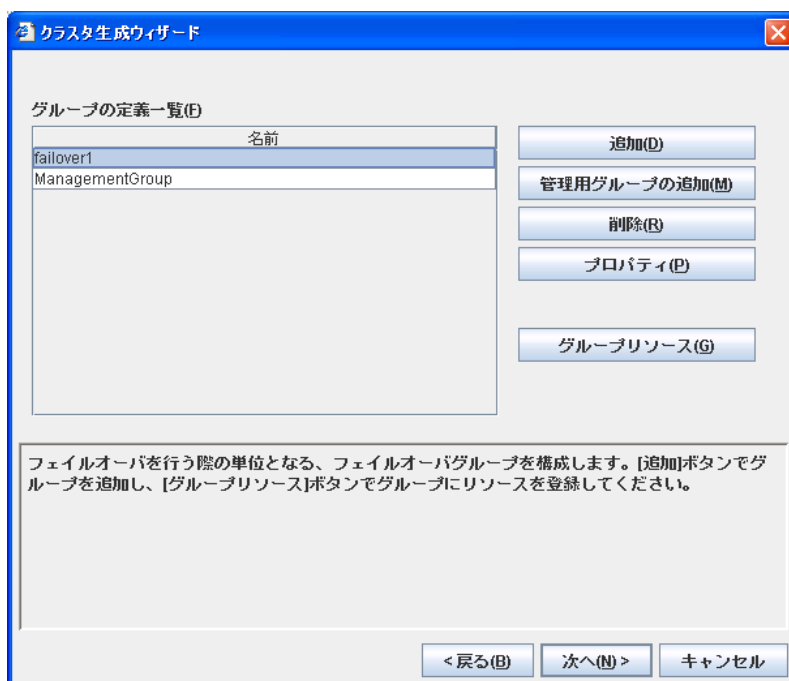 クラスタ生成ウィザード
グループの定義一覧(F)
名前
failover1
ManagementGroup
追加(D)
管理用グループの追加(M)
削除(R)
プロパティ(P)
グループリソース(G)
フェイルオーバを行う際の単位となる、フェイルオーバグループを構成します。[追加]ボタンでグ
ループを追加し、[グループリソース]ボタンでグループにリソースを登録してください。
<戻る(B)
次へ(N) >
キャンセル